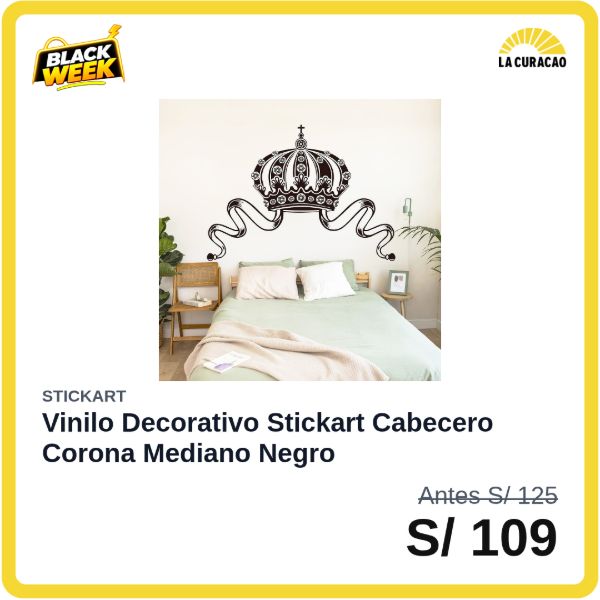 BLACK
WEEK
LA CURACAO
STICKART
Vinilo Decorativo Stickart Cabecero
Corona Mediano Negro
Antes S/ 125
S/ 109